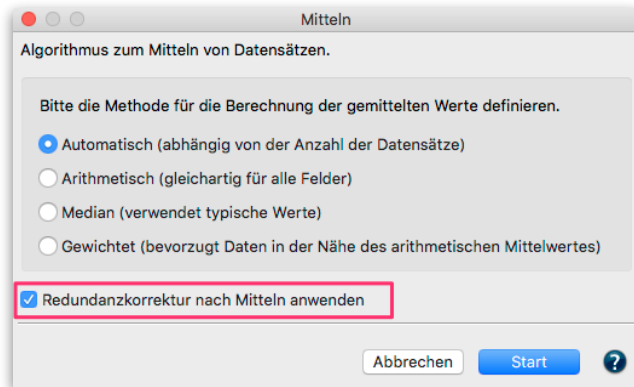 Mitteln
Algorithmus zum Mitteln von Datensätzen.
Bitte die Methode für die Berechnung der gemittelten Werte definieren.
Automatisch (abhängig von der Anzahl der Datensätze)
Arithmetisch (gleichartig für alle Felder)
Median (verwendet typische Werte)
Gewichtet (bevorzugt Daten in der Nähe des arithmetischen Mittelwertes)
Redundanzkorrektur nach Mitteln anwenden
Abbrechen Start ?